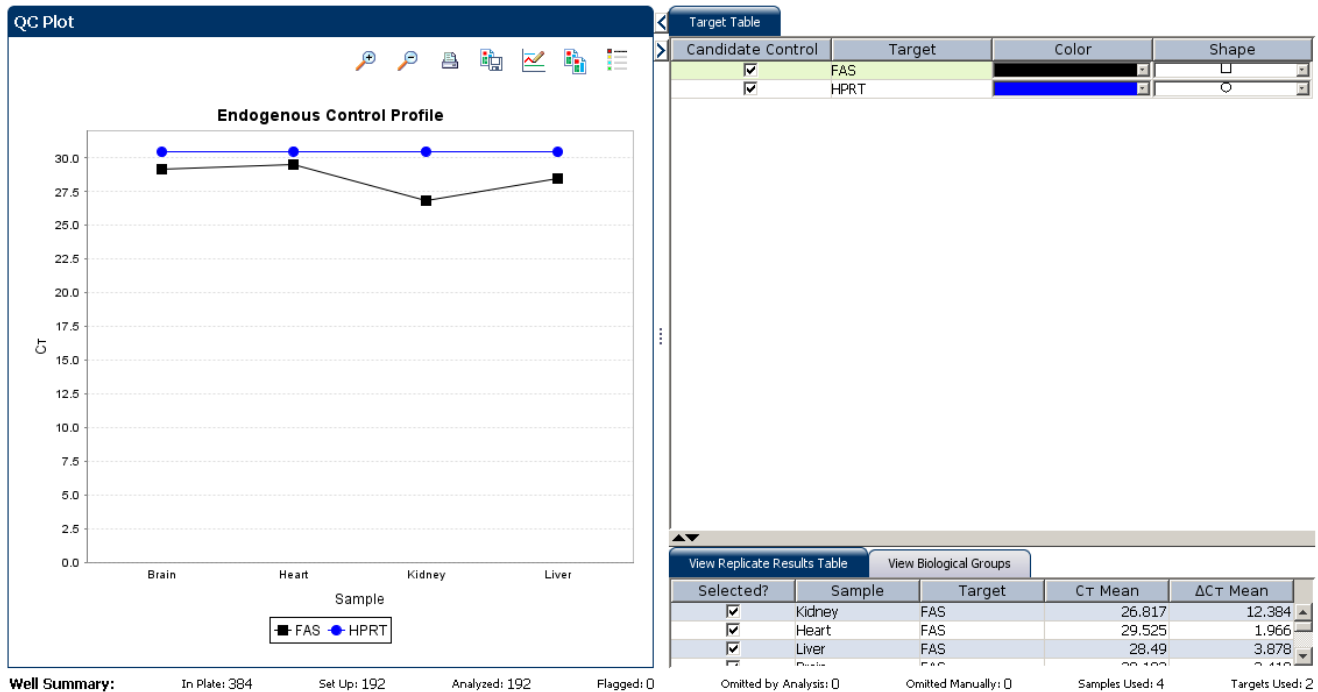 QC Plot
Endogenous Control Profile
30.0
27.5
25.0
22.5
20.0
17.5
15.0
12.5
10.0
7.5
5.0
2.5
0.0
Cт
Brain Heart Kidney Liver
Sample
FAS HPRT
Target Table
Candidate Control Target Color Shape
FAS
HPRT
View Replicate Results Table View Biological Groups
Selected? Sample Target Cт Mean ΔCт Mean
Kidney FAS 26.817 12.384
Heart FAS 29.525 1.966
Liver FAS 28.49 3.878
Well Summary: In Plate: 384 Set Up: 192 Analyzed: 192 Flagged: 0 Omitted by Analysis: 0 Omitted Manually: 0 Samples Used: 4 Targets Used: 2